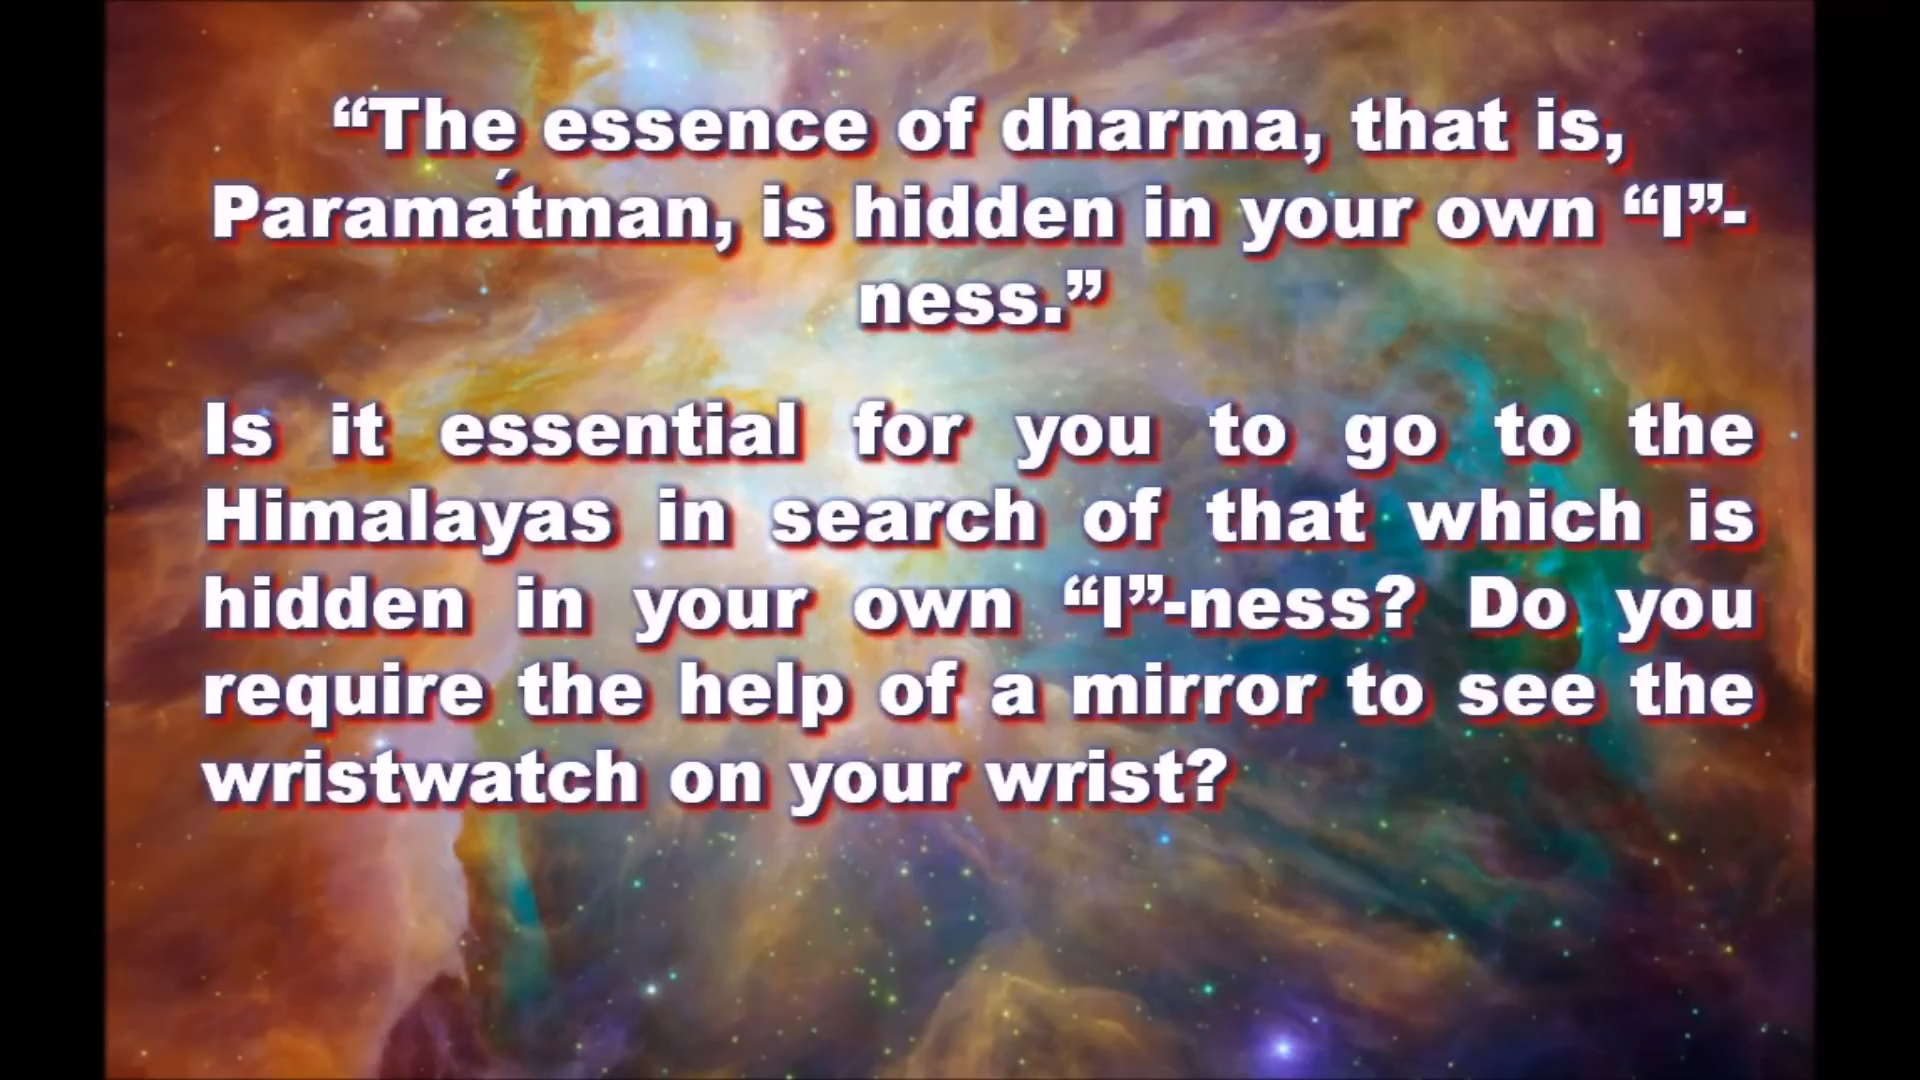 “The essence of dharma, that is,
Paramátman, is hidden in your own “I”-
ness.”
Is it essential for you to go to the
Himalayas in search of that which is
hidden in your own “I”-ness? Do you
require the help of a mirror to see the
wristwatch on your wrist?